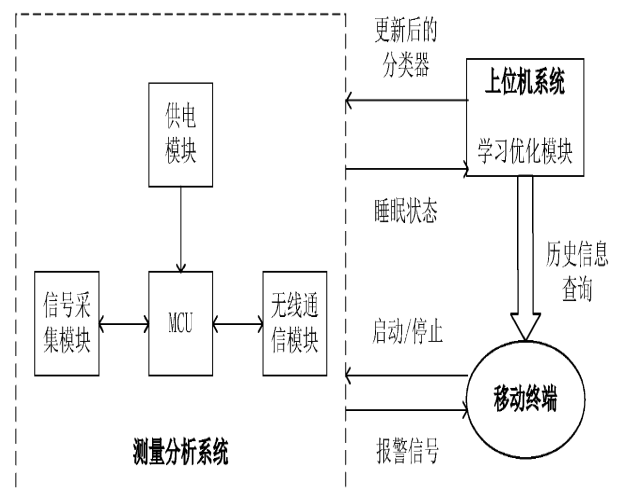 更新后的
分类器
上位机系统
学习优化模块
供电
模块
睡眠状态
历史信息
查询
信号采
集模块
MCU
无线通
信模块
启动/停止
移动终端
报警信号
测量分析系统